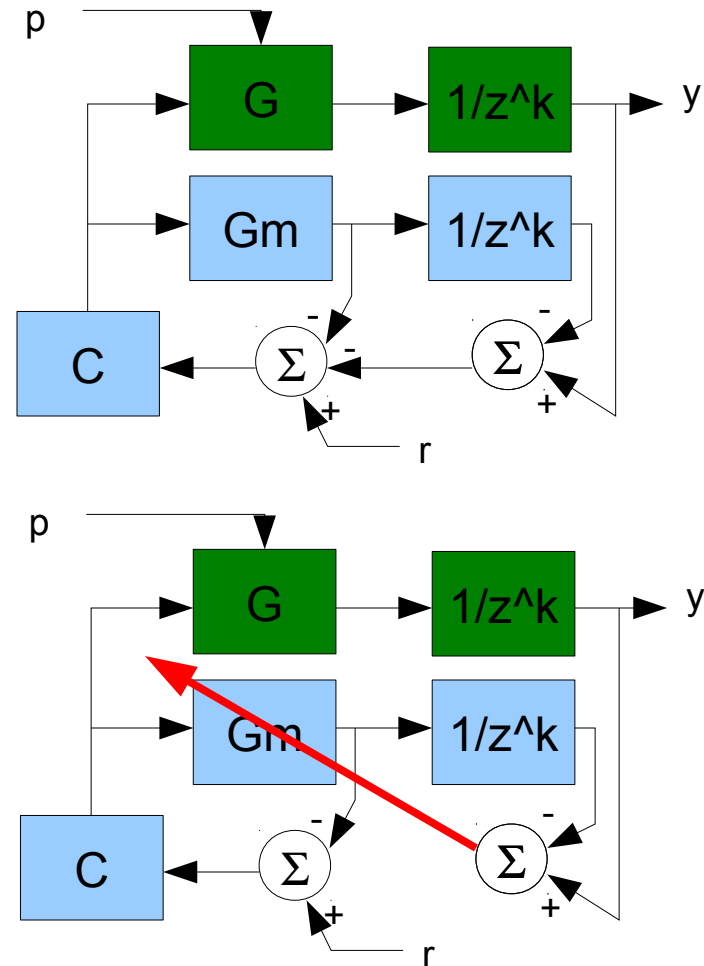 p
G
1/z^k
y
Gm
1/z^k
-
-
C
Σ
-
Σ
+
+
r
p
G
1/z^k
y
Gm
1/z^k
-
-
C
Σ
Σ
+
+
r